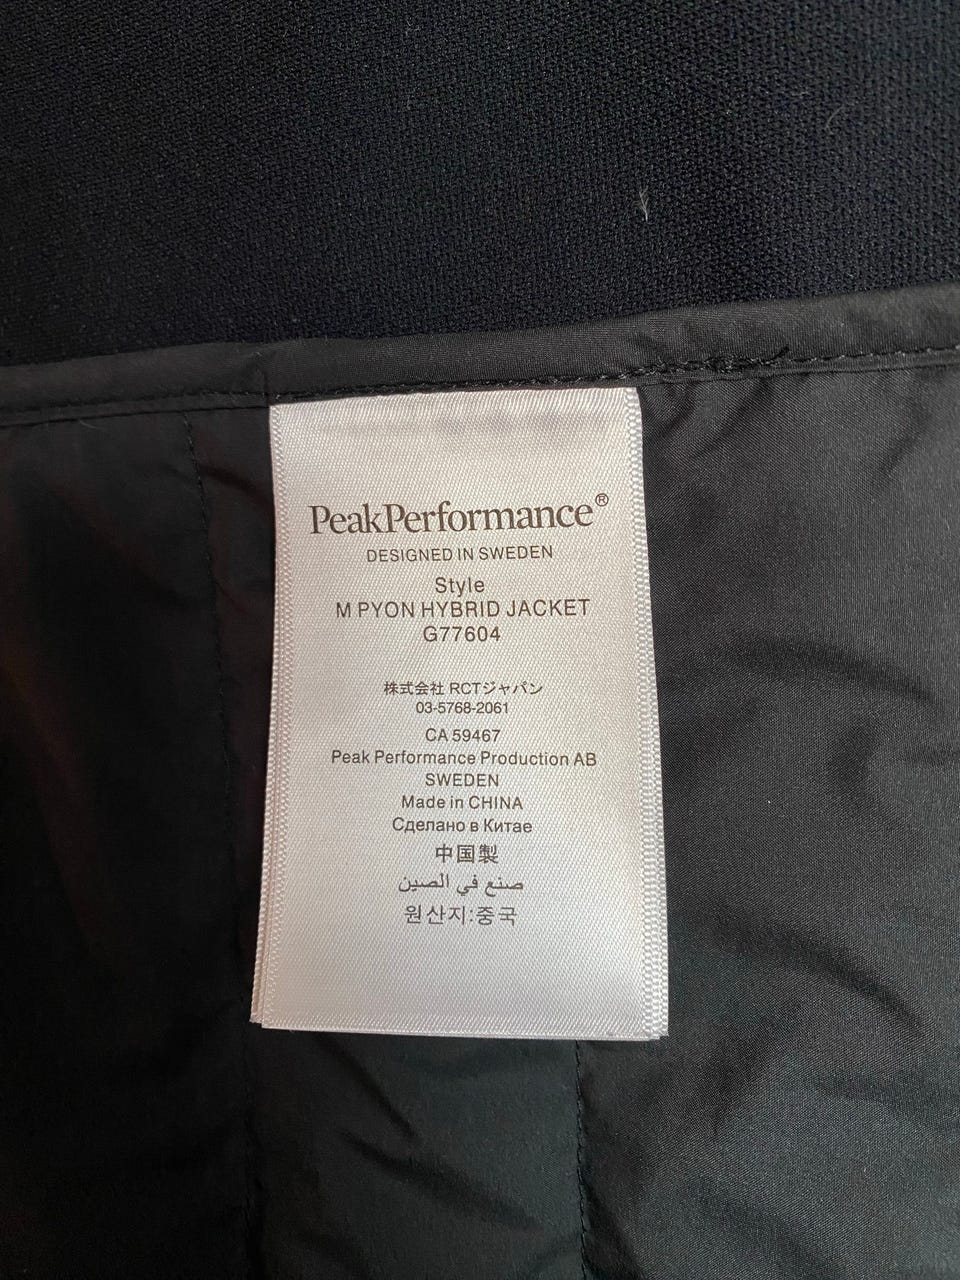 PeakPerformance®
DESIGNED IN SWEDEN
Style
M PYON HYBRID JACKET
G77604
株式会社 RCTジャパン
03-5768-2061
CA 59467
Peak Performance Production AB
SWEDEN
Made in CHINA
Сделано в Китае
中国製
صنع في الصين
원산지:중국